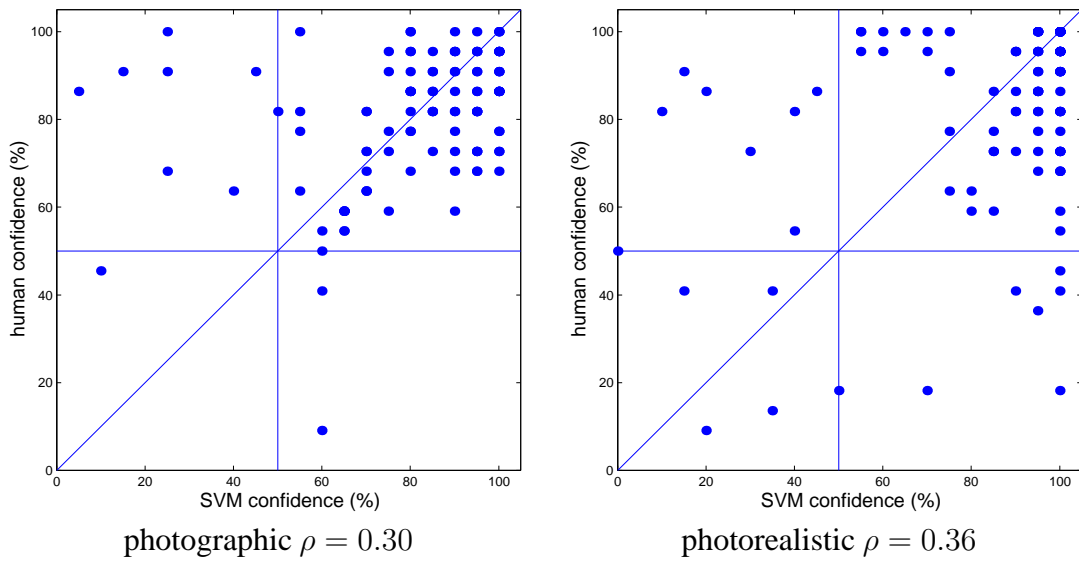 100
80
60
40
20
0
human confidence (%)
0 20 40 60 80 100
SVM confidence (%)
photographic ρ = 0.30
100
80
60
40
20
0
human confidence (%)
0 20 40 60 80 100
SVM confidence (%)
photorealistic ρ = 0.36